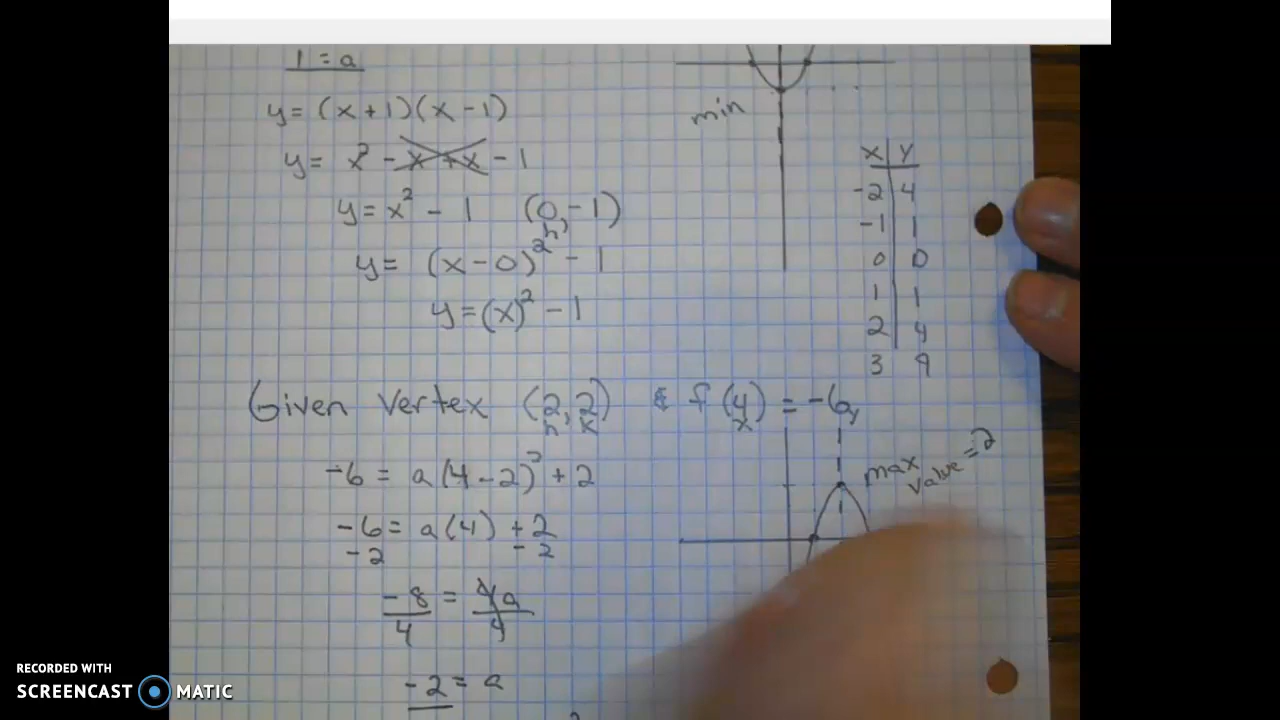 1 = a
y = (x + 1)(x - 1)
y = x² - x + x - 1
y = x² - 1 (0, -1)
h
y = (x - 0)² - 1
y = (x)² - 1
min
X Y
-2 4
-1 1
0 0
1 1
2 4
3 9
Given Vertex (2, 2) & f(4) = -6
h k x y
-6 = a(4 - 2)² + 2
-6 = a(4) + 2
-2 - 2
-8 = 4a
4 4
-2 = a
max
value = 2
RECORDED WITH
SCREENCAST MATIC